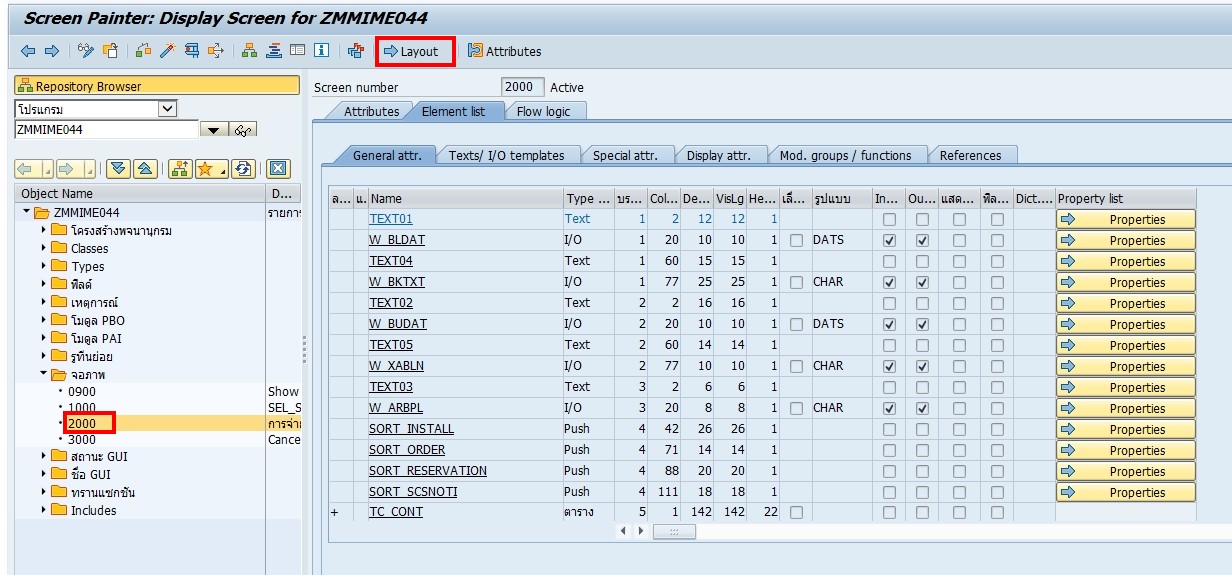 Screen Painter: Display Screen for ZMMIME044
Layout Attributes
Repository Browser
โปรแกรม
ZMMIME044
Object Name D...
ZMMIME044 รายการ
โครงสร้างพจนานุกรม
Classes
Types
ฟิลด์
เหตุการณ์
โมดูล PBO
โมดูล PAI
รูทีนย่อย
จอภาพ
0900 Show
1000 SEL_S
2000 การจ่าย
3000 Cance
สถานะ GUI
ชื่อ GUI
ทรานแซกชัน
Includes
Screen number 2000 Active
Attributes Element list Flow logic
General attr. Texts/ I/O templates Special attr. Display attr. Mod. groups / functions References
ล... แ. Name Type ... บร... Col... De... VisLg He... เลื่... รูปแบบ In... Ou... แสด... ฟิล... Dict.... Property list
TEXT01 Text 1 2 12 12 1 Properties
W_BLDAT I/O 1 20 10 10 1 DATS Properties
TEXT04 Text 1 60 15 15 1 Properties
W_BKTXT I/O 1 77 25 25 1 CHAR Properties
TEXT02 Text 2 2 16 16 1 Properties
W_BUDAT I/O 2 20 10 10 1 DATS Properties
TEXT05 Text 2 60 14 14 1 Properties
W_XABLN I/O 2 77 10 10 1 CHAR Properties
TEXT03 Text 3 2 6 6 1 Properties
W_ARBPL I/O 3 20 8 8 1 CHAR Properties
SORT_INSTALL Push 4 42 26 26 1 Properties
SORT_ORDER Push 4 71 14 14 1 Properties
SORT_RESERVATION Push 4 88 20 20 1 Properties
SORT_SCSNOTI Push 4 111 18 18 1 Properties
+ TC_CONT ตาราง 5 1 142 142 22